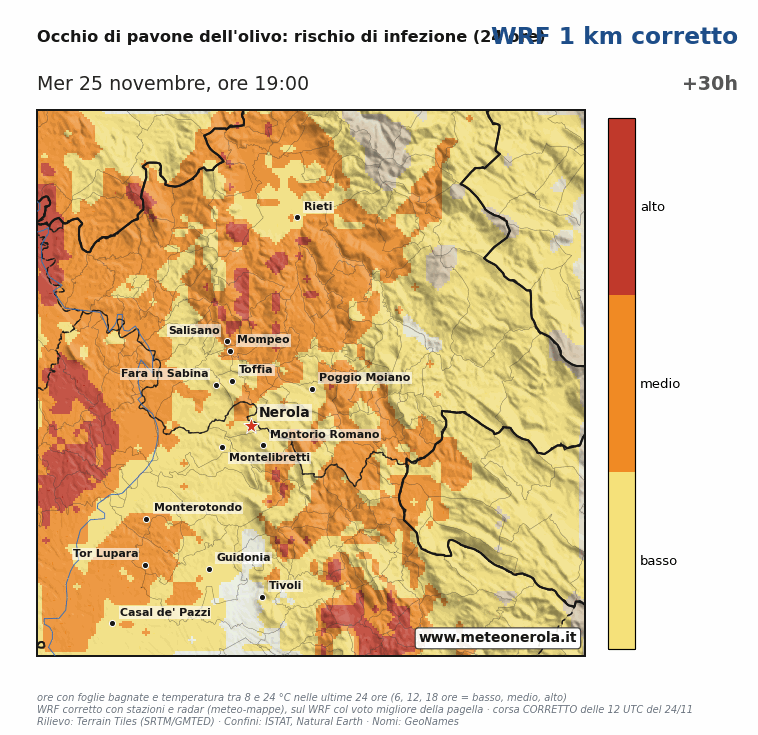 Occhio di pavone dell'olivo: rischio di infezione (24 ore)
WRF 1 km corretto
Mer 25 novembre, ore 19:00
+30h
alto
Rieti
Salisano
Mompeo
Toffia
Fara in Sabina
Poggio Moiano
medio
Nerola
Montorio Romano
Montelibretti
Monterotondo
Tor Lupara
Guidonia
basso
Tivoli
Casal de' Pazzi
www.meteonerola.it
ore con foglie bagnate e temperatura tra 8 e 24 °C nelle ultime 24 ore (6, 12, 18 ore = basso, medio, alto)
WRF corretto con stazioni e radar (meteo-mappe), sul WRF col voto migliore della pagella · corsa CORRETTO delle 12 UTC del 24/11
Rilievo: Terrain Tiles (SRTM/GMTED) · Confini: ISTAT, Natural Earth · Nomi: GeoNames